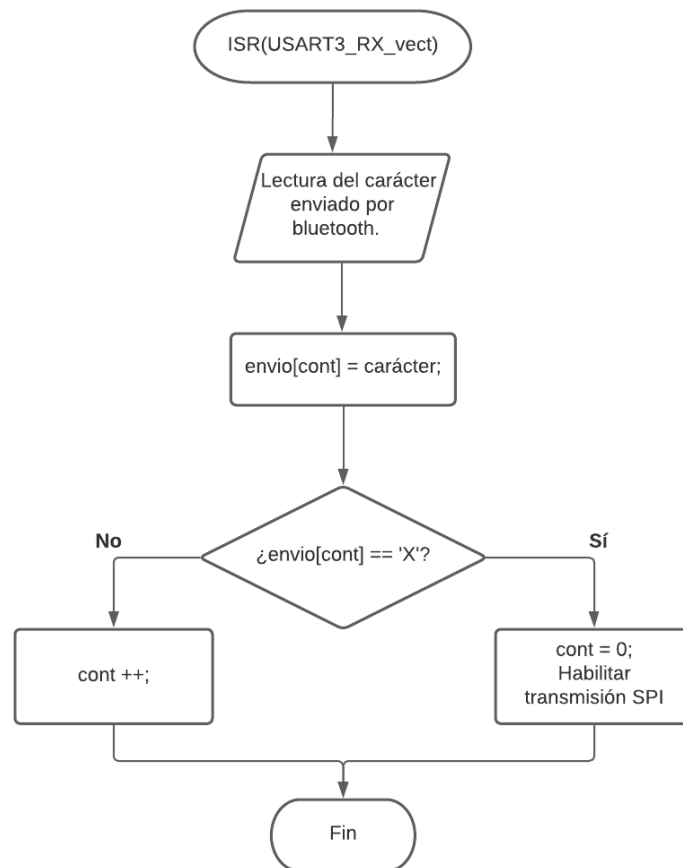 ISR(USART3_RX_vect)
Lectura del carácter
enviado por
bluetooth.
envio[cont] = carácter;
¿envio[cont] == 'X'?
No
Sí
cont ++;
cont = 0;
Habilitar
transmisión SPI
Fin